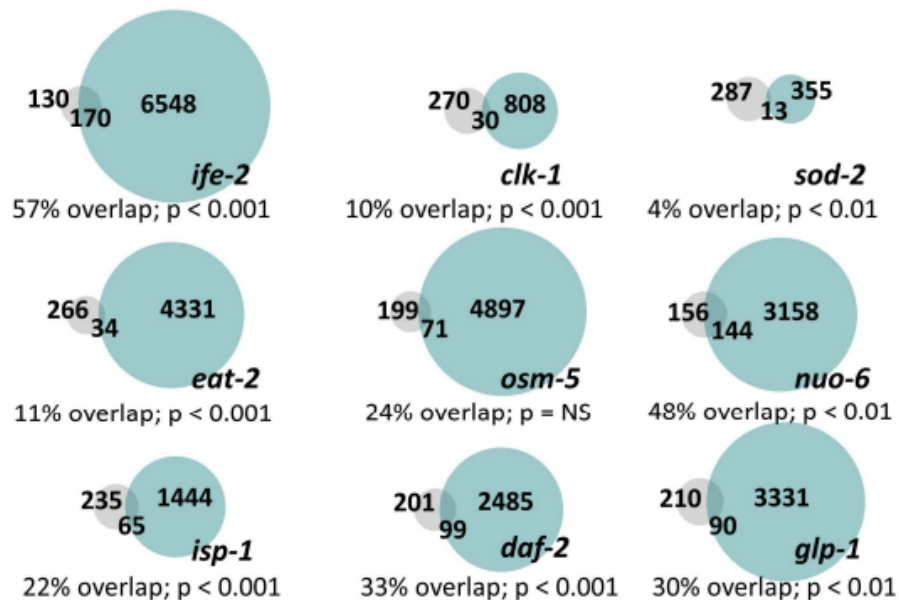 130 170 6548
ife-2
57% overlap; p < 0.001
270 30 808
clk-1
10% overlap; p < 0.001
287 13 355
sod-2
4% overlap; p < 0.01
266 34 4331
eat-2
11% overlap; p < 0.001
199 71 4897
osm-5
24% overlap; p = NS
156 144 3158
nuo-6
48% overlap; p < 0.01
235 65 1444
isp-1
22% overlap; p < 0.001
201 99 2485
daf-2
33% overlap; p < 0.001
210 90 3331
glp-1
30% overlap; p < 0.01